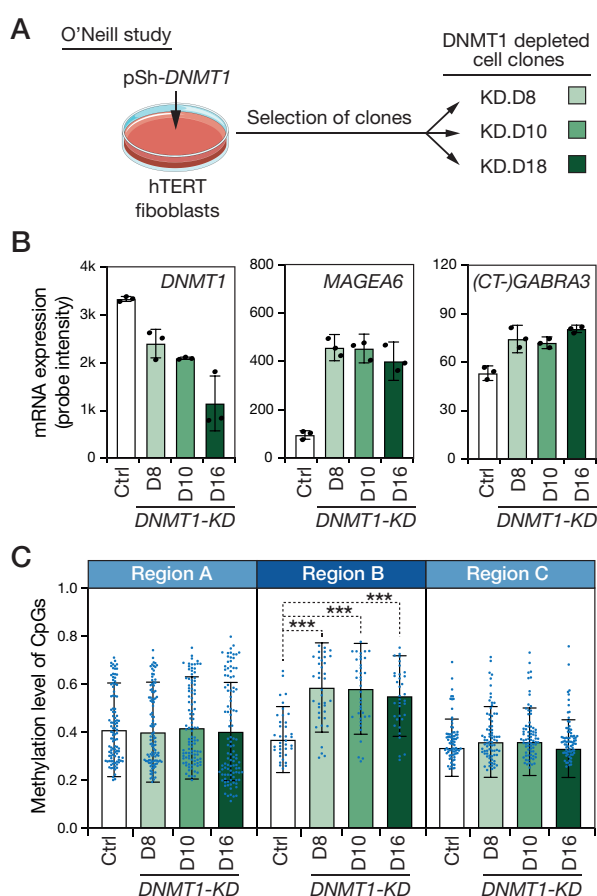 A
O'Neill study
pSh-DNMT1
hTERT
fiboblasts
Selection of clones
DNMT1 depleted
cell clones
KD.D8
KD.D10
KD.D18
B
mRNA expression
(probe intensity)
4k
3k
2k
1k
0
DNMT1
Ctrl
D8
D10
D16
DNMT1-KD
800
600
400
200
0
MAGEA6
Ctrl
D8
D10
D16
DNMT1-KD
120
90
60
30
0
(CT-)GABRA3
Ctrl
D8
D10
D16
DNMT1-KD
C
Region A
Region B
Region C
Methylation level of CpGs
1.0
0.8
0.6
0.4
0.2
0.0
***
***
***
Ctrl
D8
D10
D16
DNMT1-KD
Ctrl
D8
D10
D16
DNMT1-KD
Ctrl
D8
D10
D16
DNMT1-KD